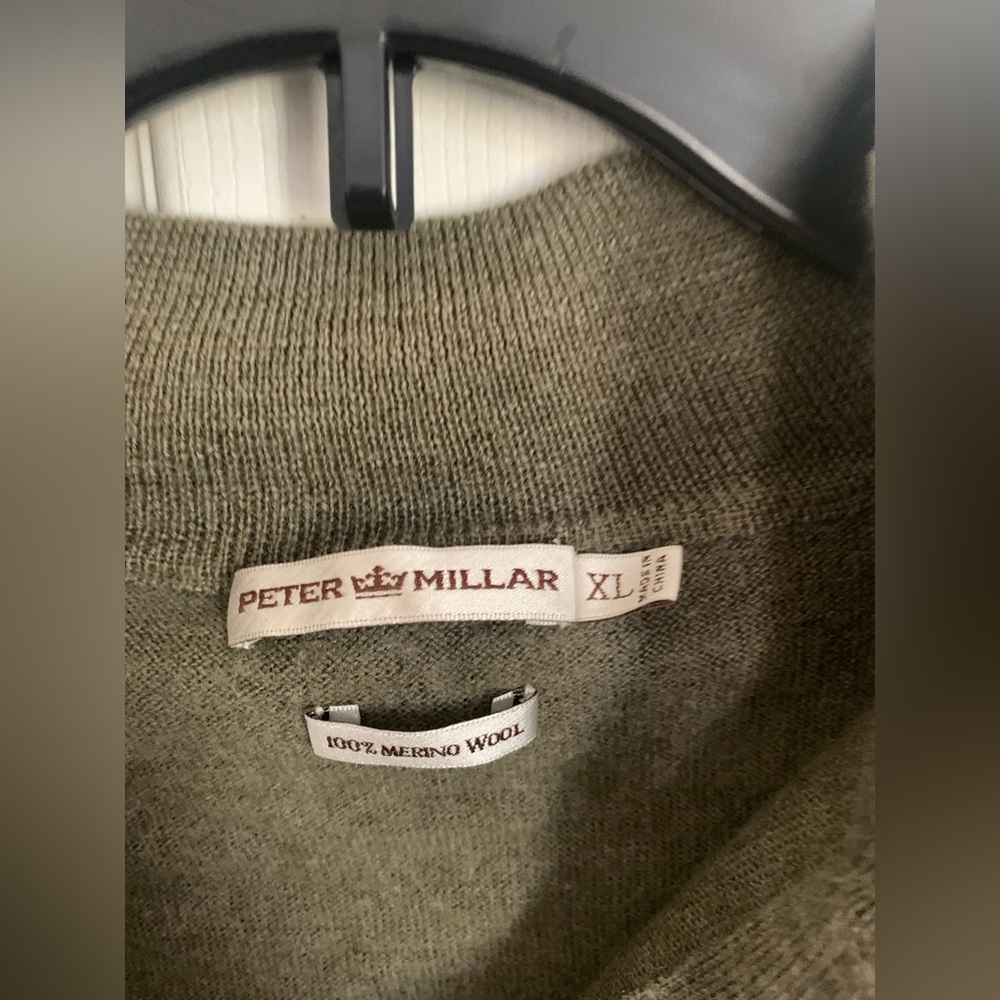 PETER MILLAR
XL
MADE IN
CHINA
100% MERINO WOOL